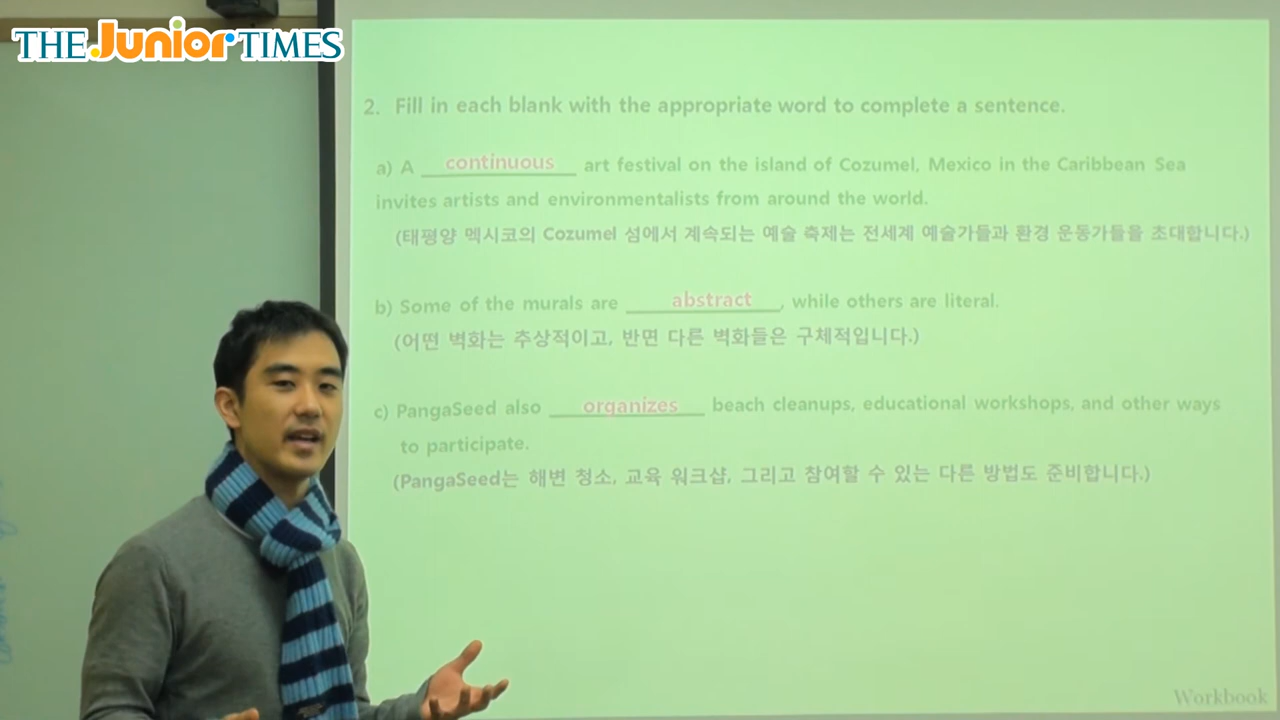 THE Junior TIMES
2. Fill in each blank with the appropriate word to complete a sentence.
a) A continuous art festival on the island of Cozumel, Mexico in the Caribbean Sea
invites artists and environmentalists from around the world.
(태평양 멕시코의 Cozumel 섬에서 계속되는 예술 축제는 전세계 예술가들과 환경 운동가들을 초대합니다.)
b) Some of the murals are abstract, while others are literal.
(어떤 벽화는 추상적이고, 반면 다른 벽화들은 구체적입니다.)
c) PangaSeed also organizes beach cleanups, educational workshops, and other ways
to participate.
(PangaSeed는 해변 청소, 교육 워크샵, 그리고 참여할 수 있는 다른 방법도 준비합니다.)
Workbook